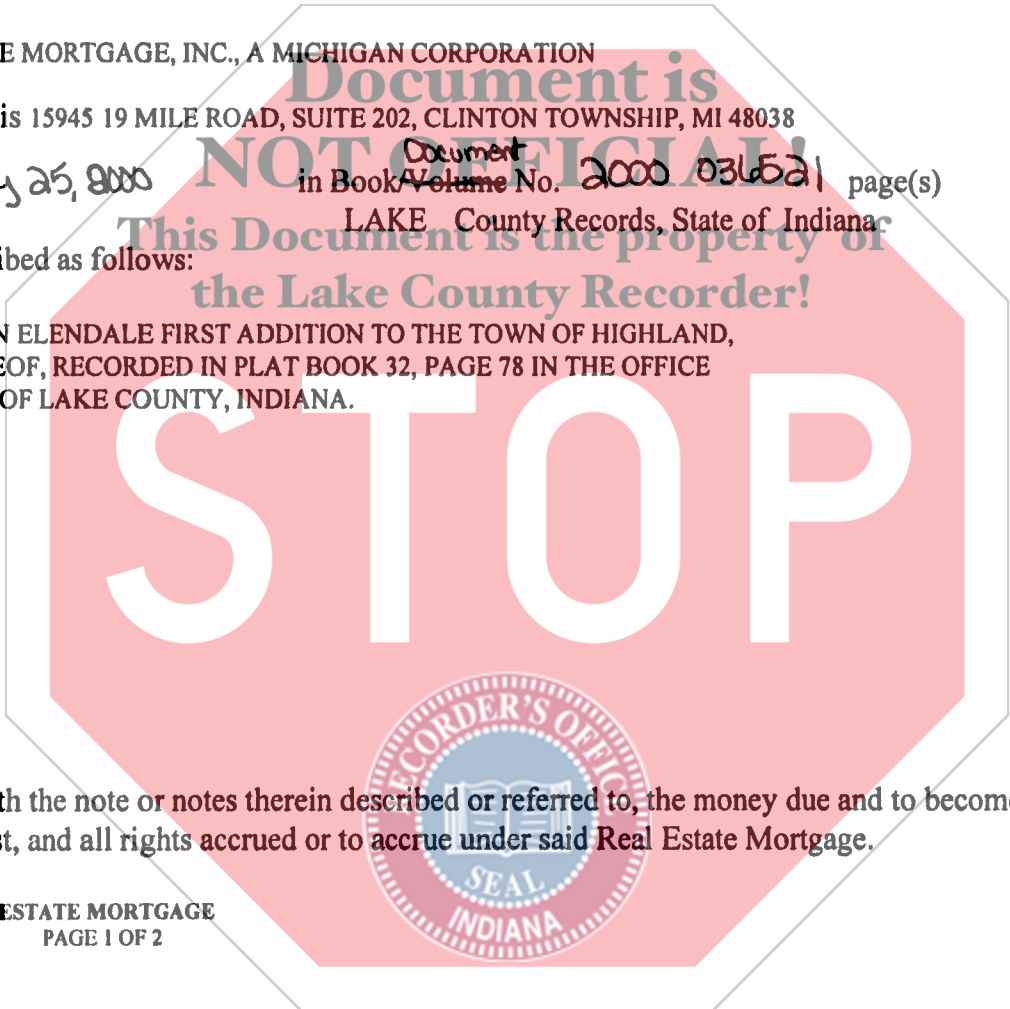 E MORTGAGE, INC., A MICHIGAN CORPORATION
Document is
is 15945 19 MILE ROAD, SUITE 202, CLINTON TOWNSHIP, MI 48038
NOT OFFICIAL!
Document
y 25, 2000 in Book/Volume No. 2000 036521 page(s)
LAKE County Records, State of Indiana
This Document is the property of
ibed as follows:
the Lake County Recorder!
N ELENDALE FIRST ADDITION TO THE TOWN OF HIGHLAND,
EOF, RECORDED IN PLAT BOOK 32, PAGE 78 IN THE OFFICE
OF LAKE COUNTY, INDIANA.
STOP
RECORDER'S OFFICE
th the note or notes therein described or referred to, the money due and to become
t, and all rights accrued or to accrue under said Real Estate Mortgage.
SEAL
INDIANA
ESTATE MORTGAGE
PAGE 1 OF 2